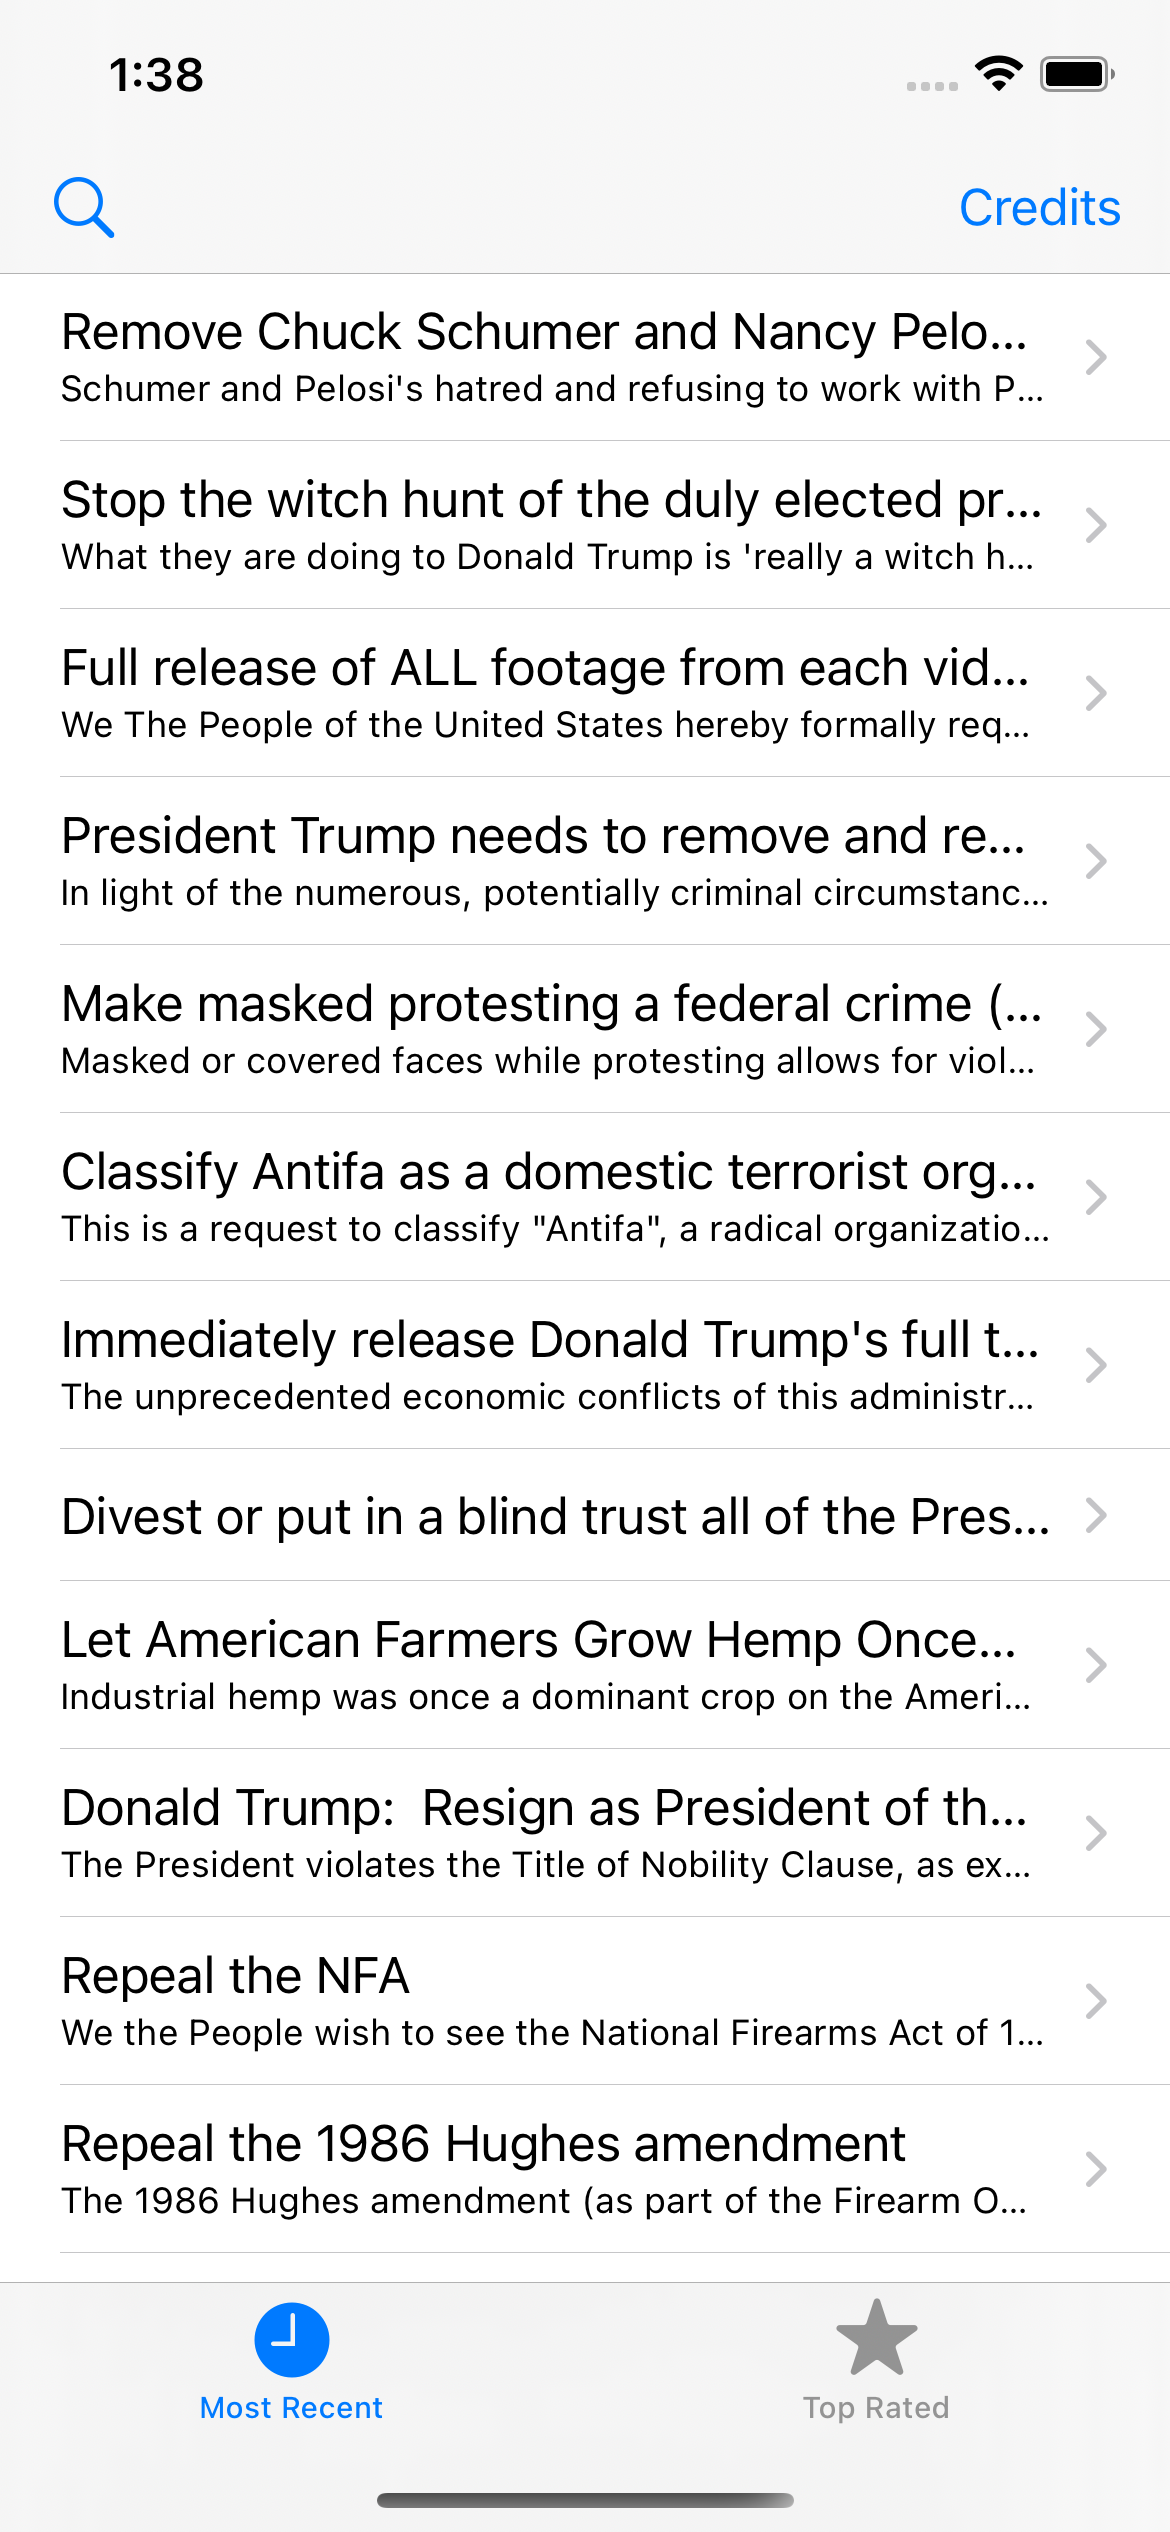 1:38
Credits
Remove Chuck Schumer and Nancy Pelo...
Schumer and Pelosi's hatred and refusing to work with P...
Stop the witch hunt of the duly elected pr...
What they are doing to Donald Trump is 'really a witch h...
Full release of ALL footage from each vid...
We The People of the United States hereby formally req...
President Trump needs to remove and re...
In light of the numerous, potentially criminal circumstanc...
Make masked protesting a federal crime (...
Masked or covered faces while protesting allows for viol...
Classify Antifa as a domestic terrorist org...
This is a request to classify "Antifa", a radical organizatio...
Immediately release Donald Trump's full t...
The unprecedented economic conflicts of this administr...
Divest or put in a blind trust all of the Pres...
Let American Farmers Grow Hemp Once...
Industrial hemp was once a dominant crop on the Ameri...
Donald Trump:  Resign as President of th...
The President violates the Title of Nobility Clause, as ex...
Repeal the NFA
We the People wish to see the National Firearms Act of 1...
Repeal the 1986 Hughes amendment
The 1986 Hughes amendment (as part of the Firearm O...
Most Recent
Top Rated